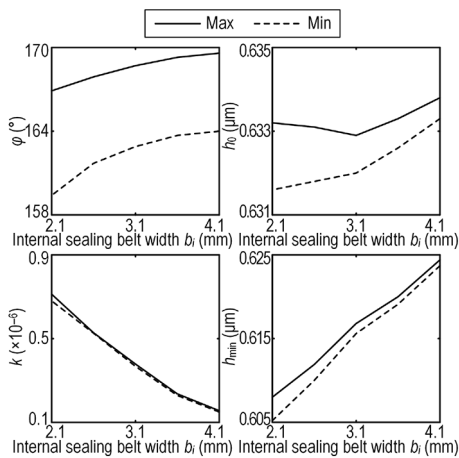 Max Min
170
164
158
φ (°)
2.1 3.1 4.1
Internal sealing belt width bi (mm)
0.635
0.633
0.631
h0 (μm)
2.1 3.1 4.1
Internal sealing belt width bi (mm)
0.9
0.5
0.1
k (×10–6)
2.1 3.1 4.1
Internal sealing belt width bi (mm)
0.625
0.615
0.605
hmin (μm)
2.1 3.1 4.1
Internal sealing belt width bi (mm)